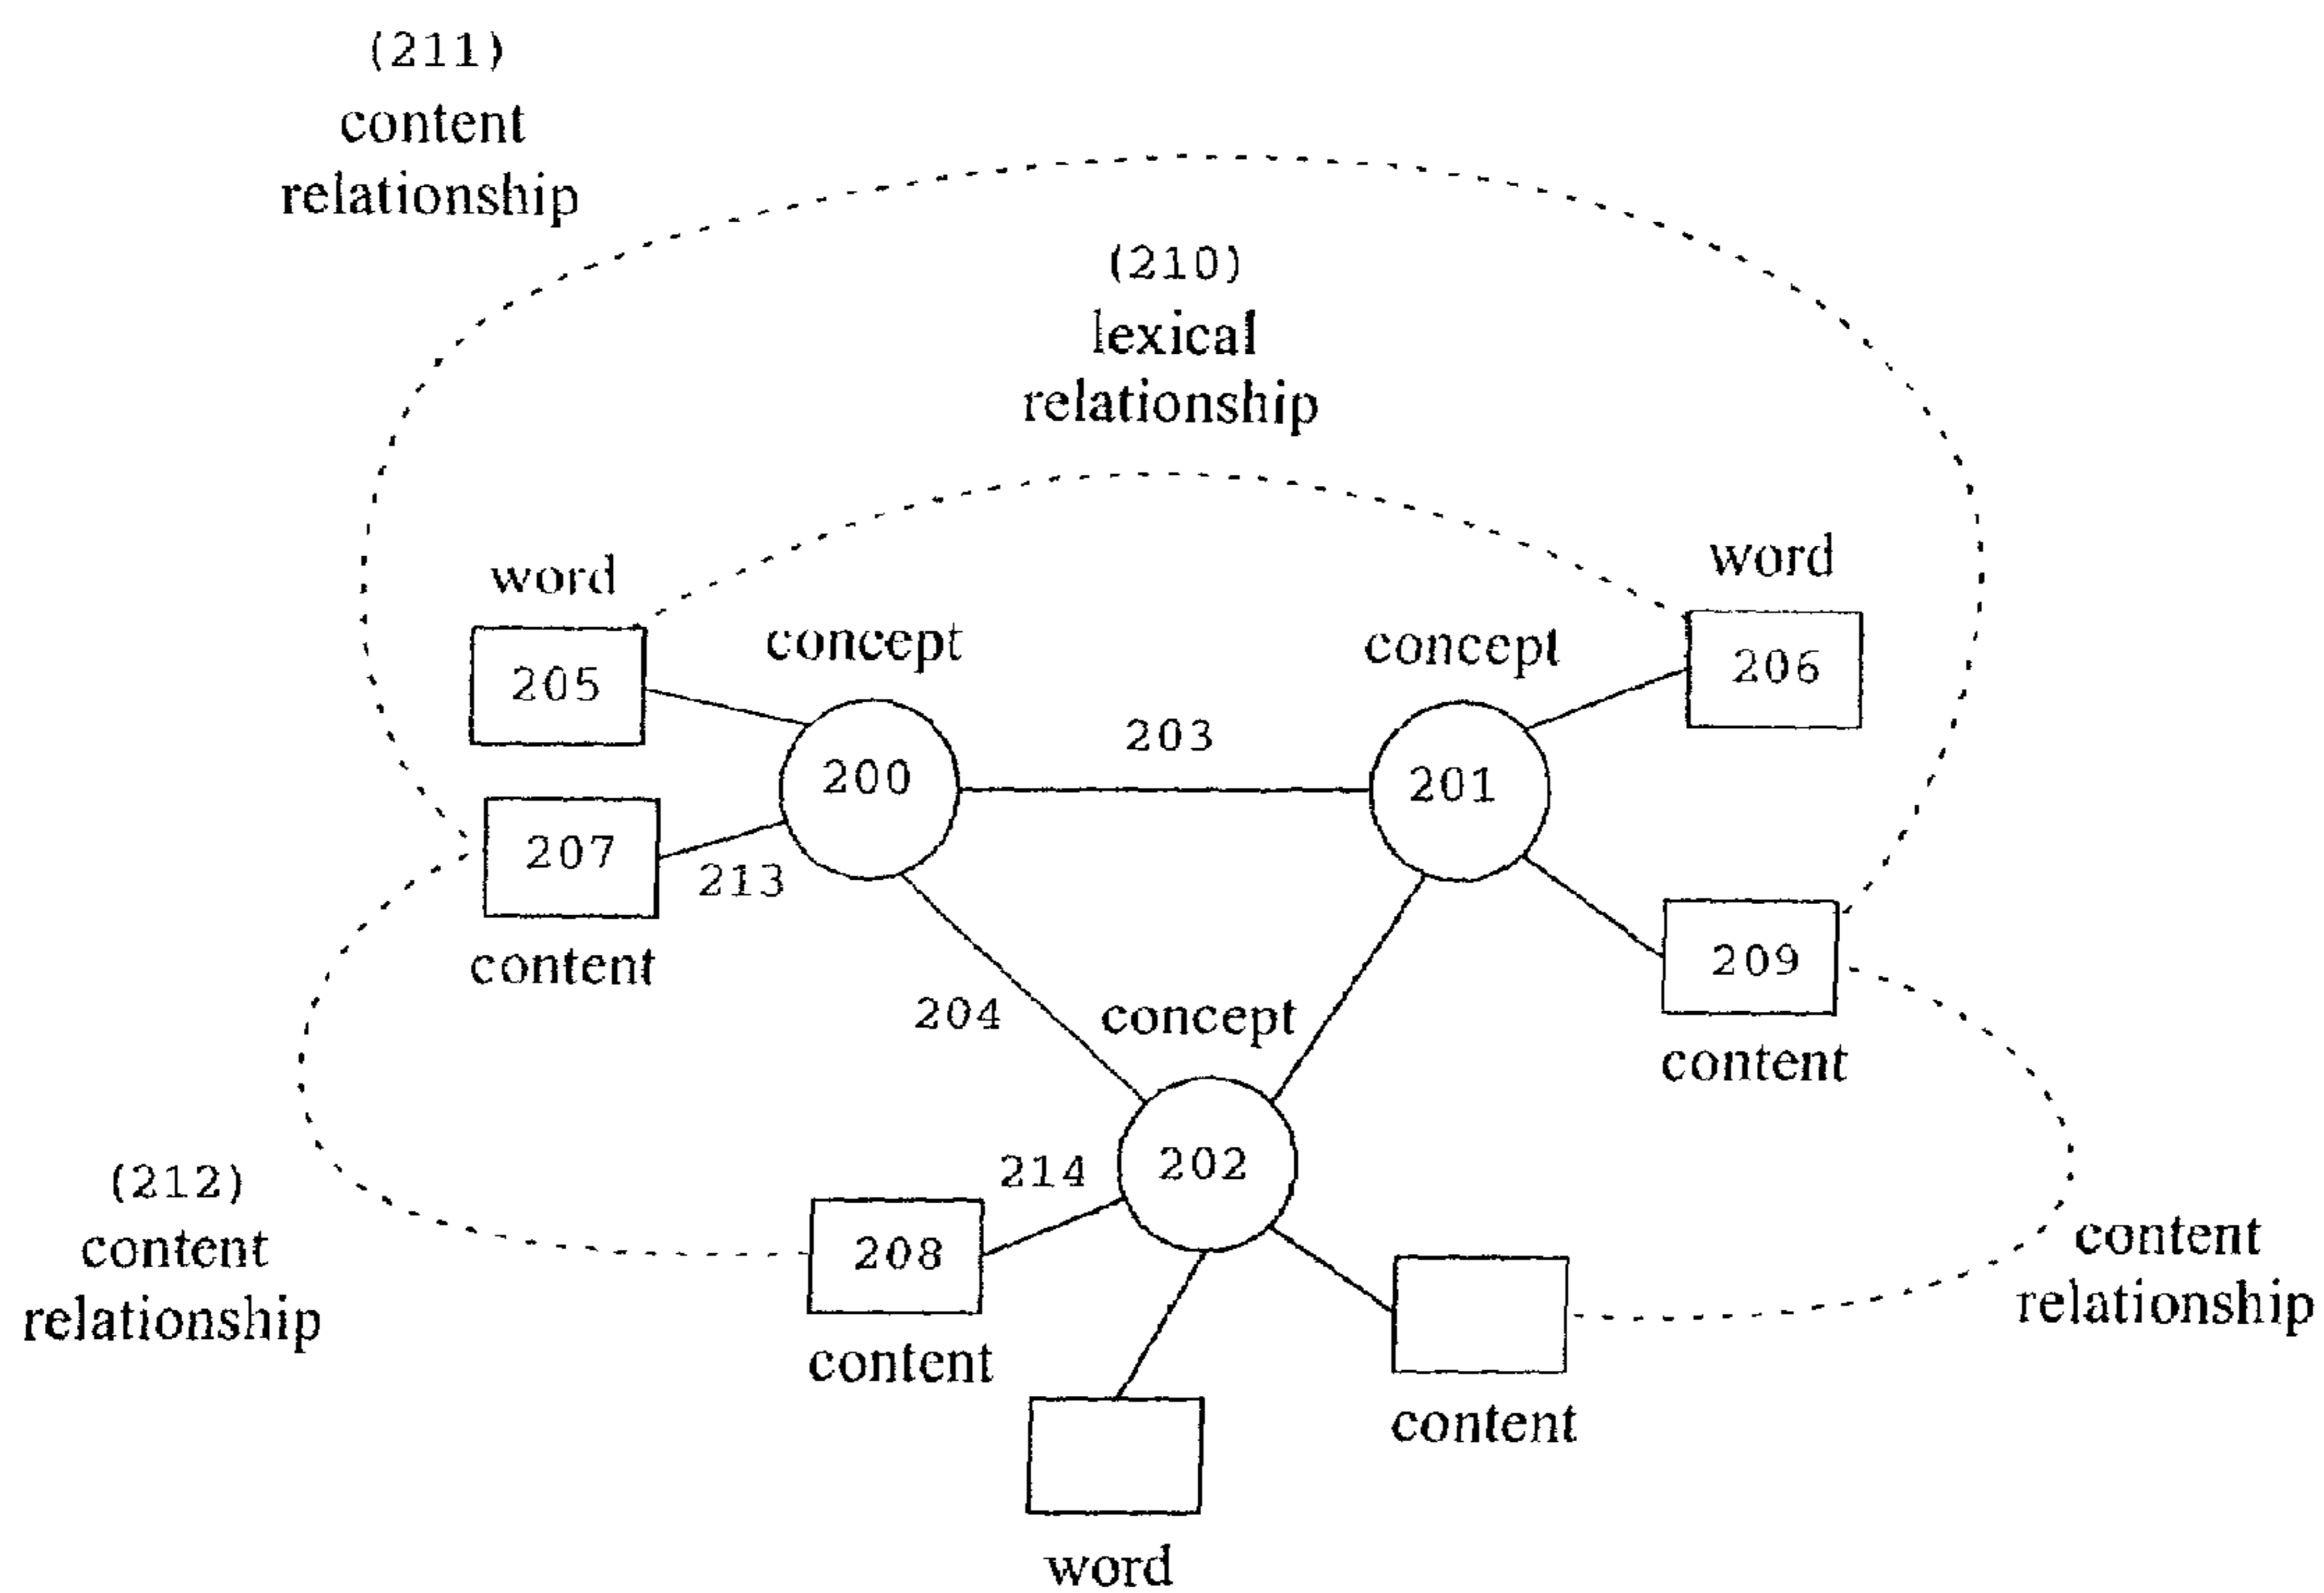 (211)
content
relationship
(210)
lexical
relationship
word
word
concept
concept
205
206
203
200
201
207
213
content
209
204
concept
content
202
214
(212)
content
relationship
208
content
relationship
content
content
word